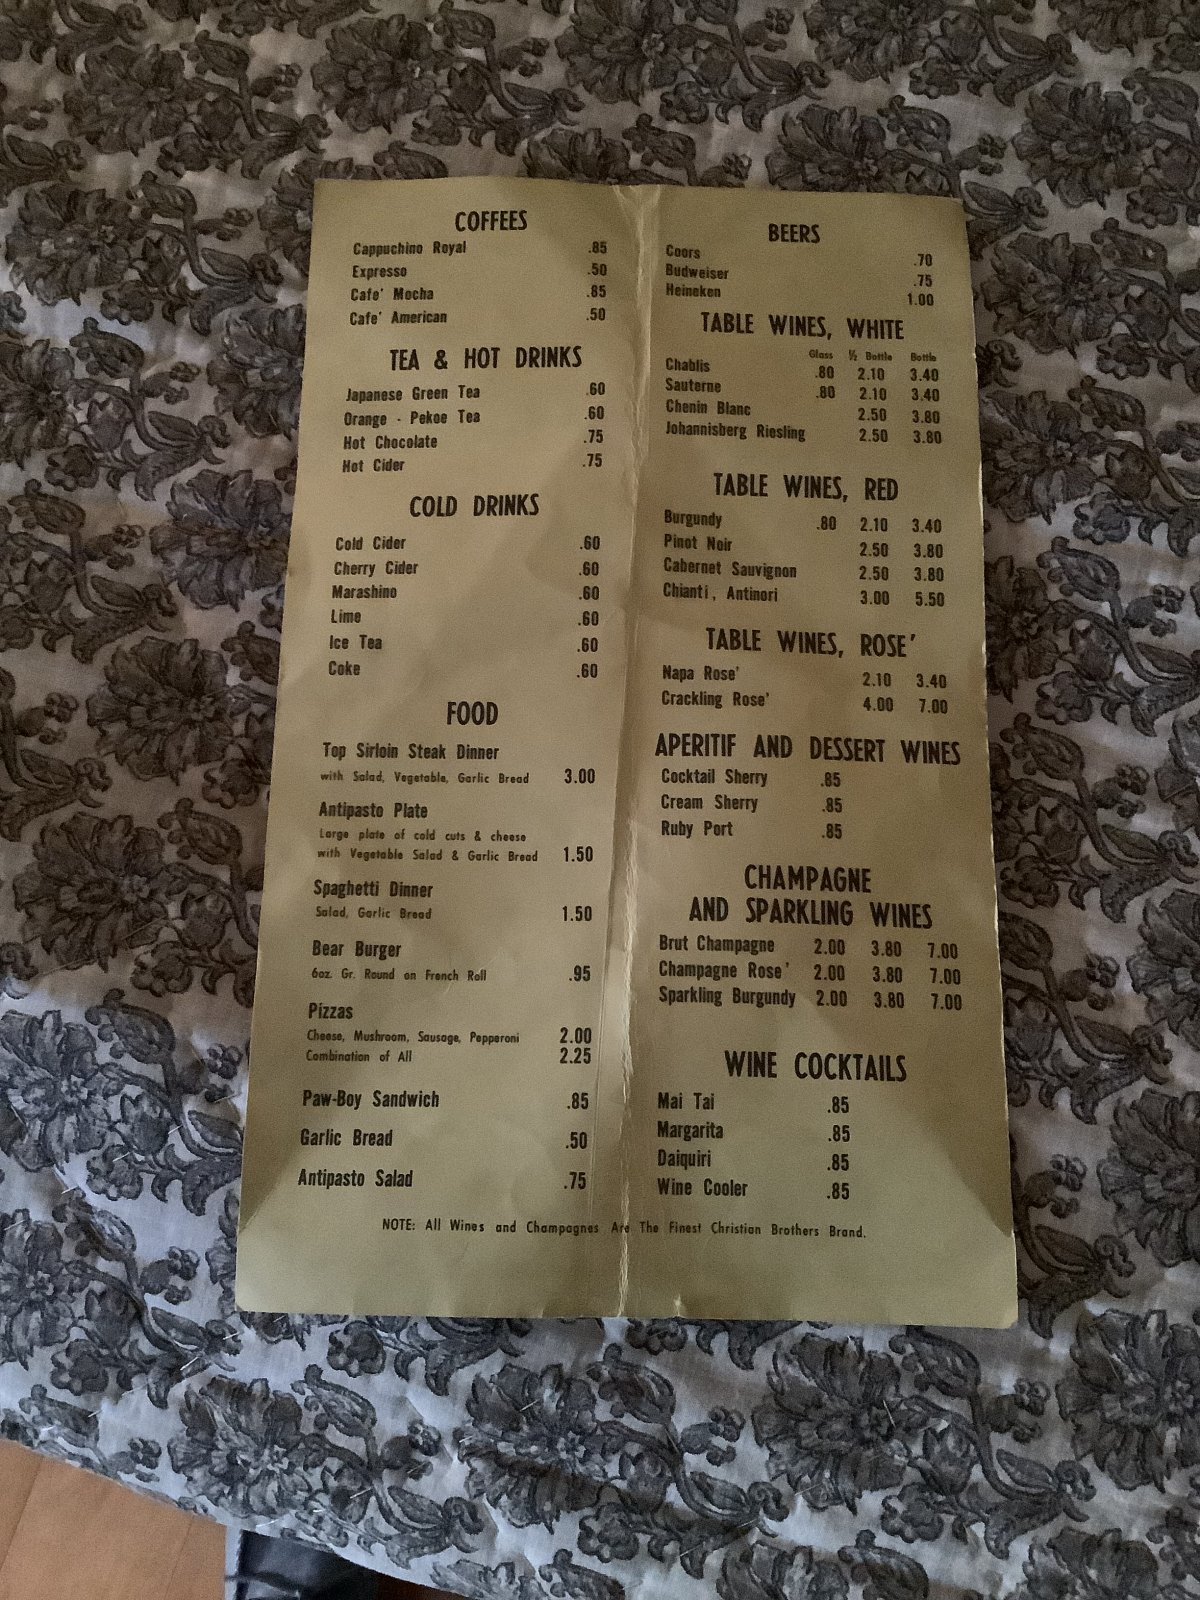 COFFEES
Cappuchino Royal .85
Expresso .50
Cafe' Mocha .85
Cafe' American .50
TEA & HOT DRINKS
Japanese Green Tea .60
Orange - Pekoe Tea .60
Hot Chocolate .75
Hot Cider .75
COLD DRINKS
Cold Cider .60
Cherry Cider .60
Marashino .60
Lime .60
Ice Tea .60
Coke .60
FOOD
Top Sirloin Steak Dinner
with Salad, Vegetable, Garlic Bread 3.00
Antipasto Plate
Large plate of cold cuts & cheese
with Vegetable Salad & Garlic Bread 1.50
Spaghetti Dinner
Salad, Garlic Bread 1.50
Bear Burger
6oz. Gr. Round on French Roll .95
Pizzas
Cheese, Mushroom, Sausage, Pepperoni 2.00
Combination of All 2.25
Paw-Boy Sandwich .85
Garlic Bread .50
Antipasto Salad .75
BEERS
Coors .70
Budweiser .75
Heineken 1.00
TABLE WINES, WHITE
Glass ½ Bottle Bottle
Chablis .80 2.10 3.40
Sauterne .80 2.10 3.40
Chenin Blanc 2.50 3.80
Johannisberg Riesling 2.50 3.80
TABLE WINES, RED
Burgundy .80 2.10 3.40
Pinot Noir 2.50 3.80
Cabernet Sauvignon 2.50 3.80
Chianti, Antinori 3.00 5.50
TABLE WINES, ROSE'
Napa Rose' 2.10 3.40
Crackling Rose' 4.00 7.00
APERITIF AND DESSERT WINES
Cocktail Sherry .85
Cream Sherry .85
Ruby Port .85
CHAMPAGNE
AND SPARKLING WINES
Brut Champagne 2.00 3.80 7.00
Champagne Rose' 2.00 3.80 7.00
Sparkling Burgundy 2.00 3.80 7.00
WINE COCKTAILS
Mai Tai .85
Margarita .85
Daiquiri .85
Wine Cooler .85
NOTE: All Wines and Champagnes Are The Finest Christian Brothers Brand.